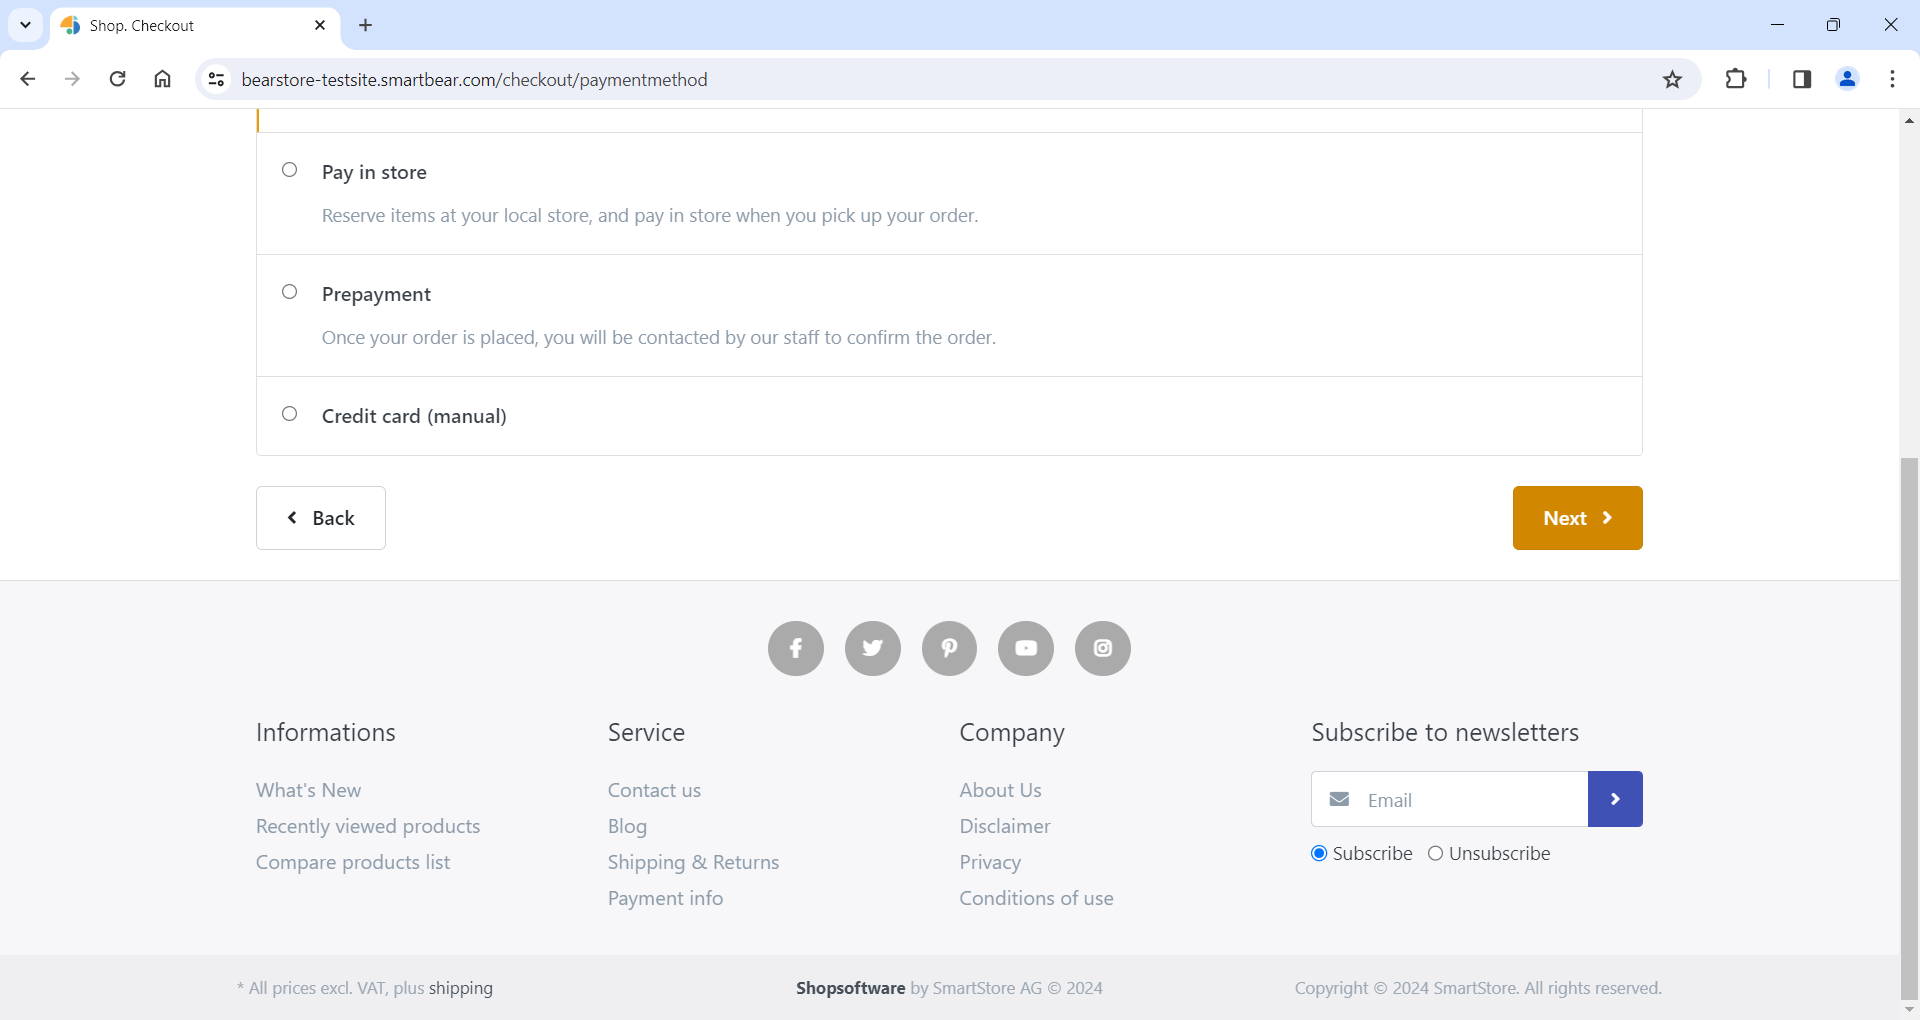 Shop. Checkout
bearstore-testsite.smartbear.com/checkout/paymentmethod
Pay in store
Reserve items at your local store, and pay in store when you pick up your order.
Prepayment
Once your order is placed, you will be contacted by our staff to confirm the order.
Credit card (manual)
Back
Next
Informations
What's New
Recently viewed products
Compare products list
Service
Contact us
Blog
Shipping & Returns
Payment info
Company
About Us
Disclaimer
Privacy
Conditions of use
Subscribe to newsletters
Email
Subscribe Unsubscribe
* All prices excl. VAT, plus shipping
Shopsoftware by SmartStore AG © 2024
Copyright © 2024 SmartStore. All rights reserved.